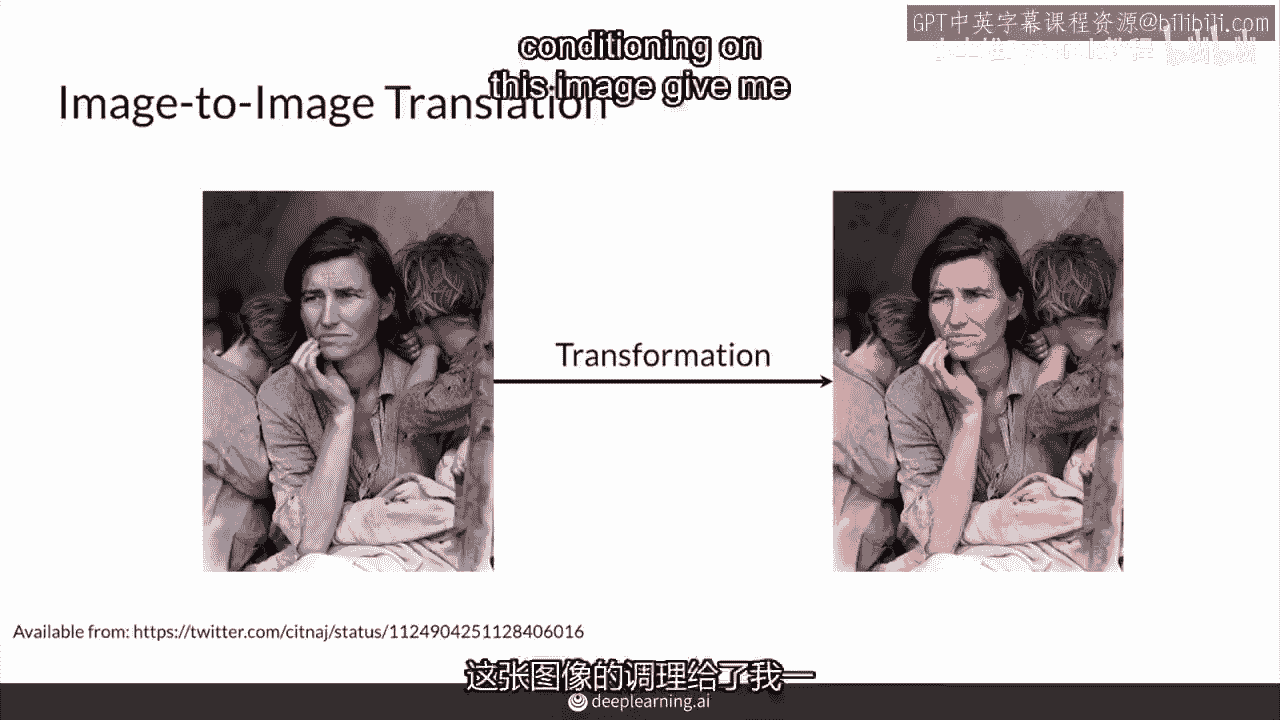 GPT中英字幕课程资源@bilibili.com
conditioning on
this image give me
Image-to-Image Translation
Transformation
Available from: https://twitter.com/citnaj/status/1124904251128406016
这张图像的调理给了我一
deeplearning.ai